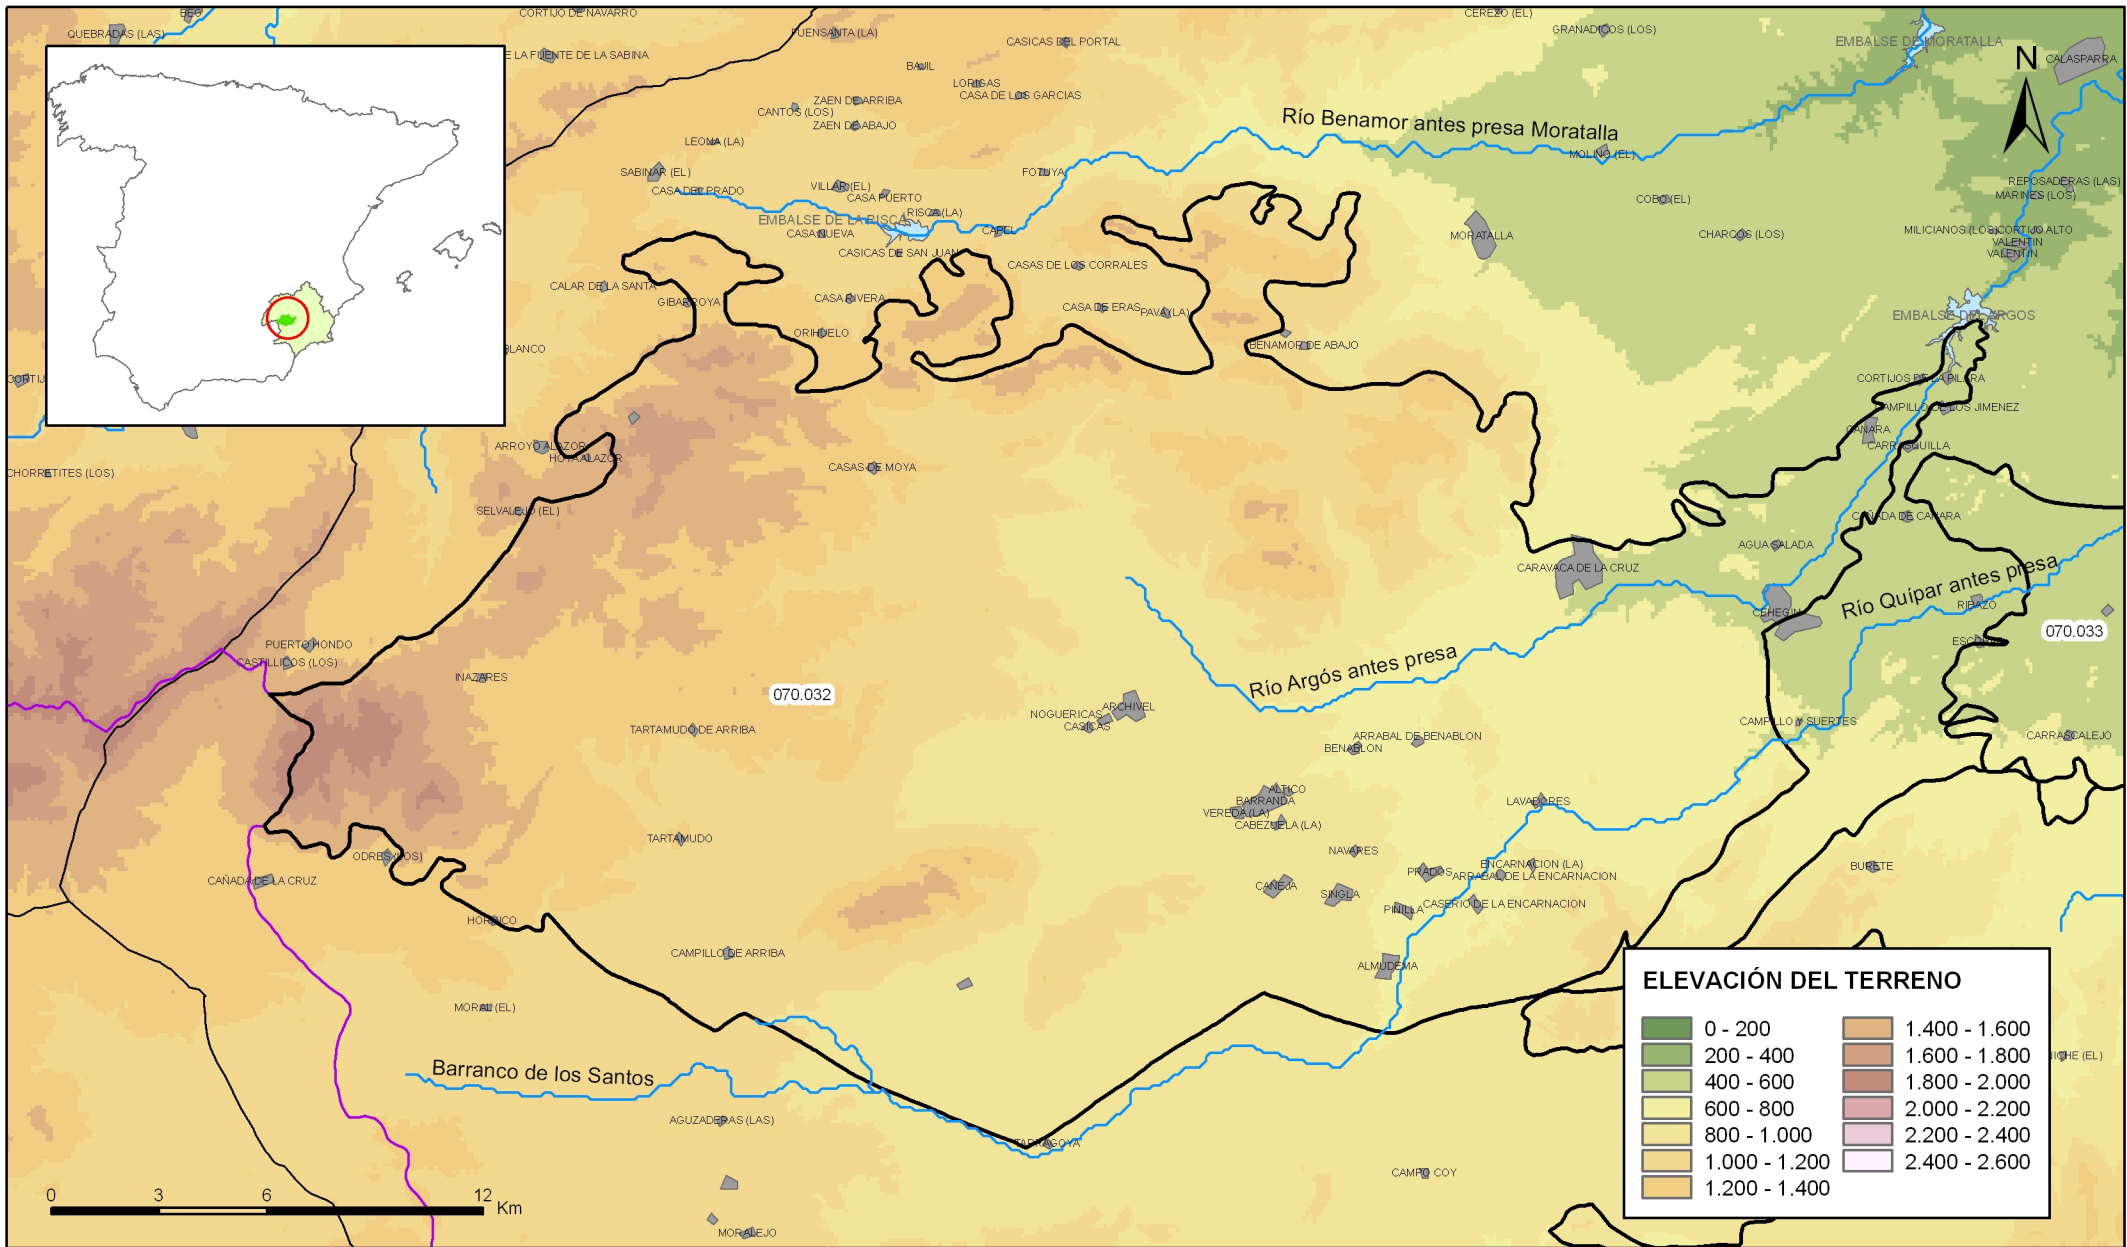 BEG
CORTIJO DE NAVARRO
CEREZO (EL)
QUEBRADAS (LAS)
FUENSANTA (LA)
CASICAS DEL PORTAL
GRANADICOS (LOS)
EMBALSE DE MORATALLA
E LA FUENTE DE LA SABINA
N
CALASPARRA
BAJIL
LORIGAS
CASA DE LOS GARCIAS
ZAEN DE ARRIBA
CANTOS (LOS)
ZAEN DE ABAJO
Río Benamor antes presa Moratalla
LEONA (LA)
MOLINO (EL)
SABINAR (EL)
FOTUYA
CASA DEL PRADO
VILLAR (EL)
CASA PUERTO
REPOSADERAS (LAS)
MARINES (LOS)
COBO (EL)
RISCA (LA)
EMBALSE DE LA RISCA
CASA NUEVA
CAPEL
MORATALLA
CHARCOS (LOS)
MILICIANOS (LOS)
CORTIJO ALTO
VALENTIN
VALENTIN
CASICAS DE SAN JUAN
CASAS DE LOS CORRALES
CALAR DE LA SANTA
GIBARROYA
CASA RIVERA
CASA DE ERAS
PAVA (LA)
EMBALSE DEL ARGOS
ORIHUELO
BENAMOR DE ABAJO
BLANCO
CORTIJ
CORTIJOS DE LA PILARA
CAMPILLO DE LOS JIMENEZ
CANARA
CARRASQUILLA
ARROYO ALAZOR
HOYA ALAZOR
CHORRETITES (LOS)
CASAS DE MOYA
SELVALEJO (EL)
CAÑADA DE CANARA
AGUA SALADA
CARAVACA DE LA CRUZ
Río Quípar antes presa
CEHEGIN
RIBAZO
070.033
PUERTO HONDO
CASTILLICOS (LOS)
INAZARES
Río Argós antes presa
070.032
NOGUERICAS
ARCHIVEL
CASICAS
TARTAMUDO DE ARRIBA
ARRABAL DE BENABLON
BENABLON
CAMPILLO Y SUERTES
CARRASCALEJO
ALTICO
BARRANDA
VEREDA (LA)
CABEZUELA (LA)
LAVADORES
TARTAMUDO
ODRES (LOS)
NAVARES
ENCARNACION (LA)
PRADOS
ARRABAL DE LA ENCARNACION
BURETE
CAÑADA DE LA CRUZ
CANEJA
SINGLA
PINILLA
CASERIO DE LA ENCARNACION
CAMPILLO DE ARRIBA
ALMUDEMA
MORAL (EL)
Barranco de los Santos
AGUZADERAS (LAS)
TARRAGOYA
CAMPO COY
MORALEJO
0 3 6 12
Km
ELEVACIÓN DEL TERRENO
0 - 200
200 - 400
400 - 600
600 - 800
800 - 1.000
1.000 - 1.200
1.200 - 1.400
1.400 - 1.600
1.600 - 1.800
1.800 - 2.000
2.000 - 2.200
2.200 - 2.400
2.400 - 2.600